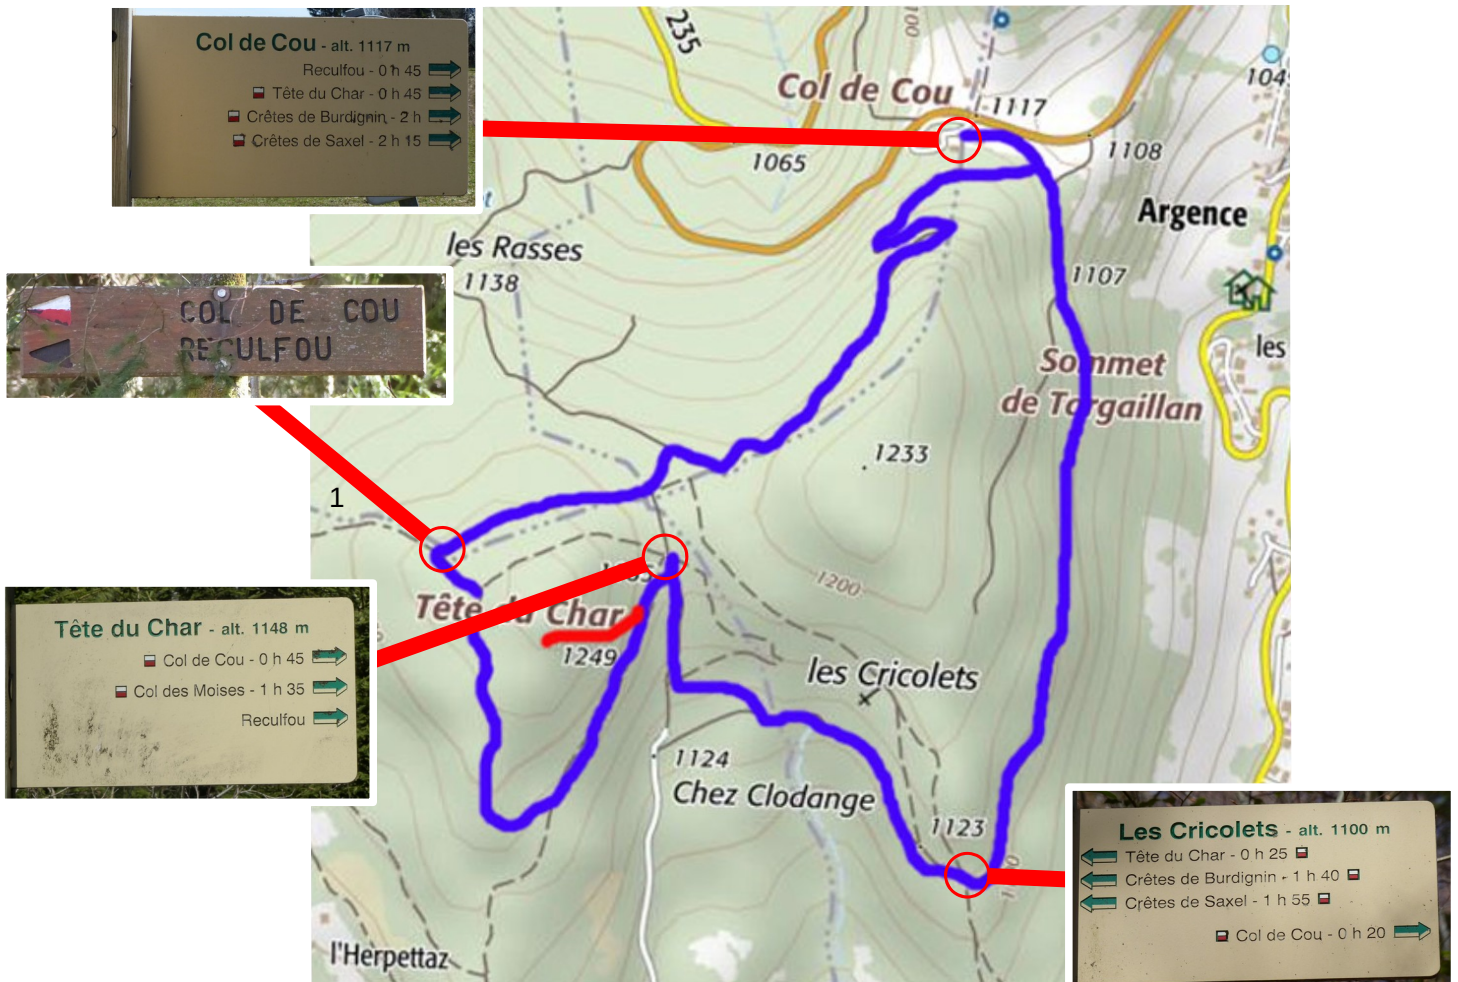 Col de Cou - alt. 1117 m
Reculfou - 0 h 45
Tête du Char - 0 h 45
Crêtes de Burdignin - 2 h
Crêtes de Saxel - 2 h 15
235
100
Col de Cou
1117
1065
1108
104
Argence
les Rasses
1138
1107
COL DE COU
RECULFOU
les
Sommet
de Torgaillan
1233
1
1200
Tête du Char
1249
les Cricolets
Tête du Char - alt. 1148 m
Col de Cou - 0 h 45
Col des Moises - 1 h 35
Reculfou
1124
Chez Clodange
1123
Les Cricolets - alt. 1100 m
Tête du Char - 0 h 25
Crêtes de Burdignin - 1 h 40
Crêtes de Saxel - 1 h 55
Col de Cou - 0 h 20
l'Herpettaz